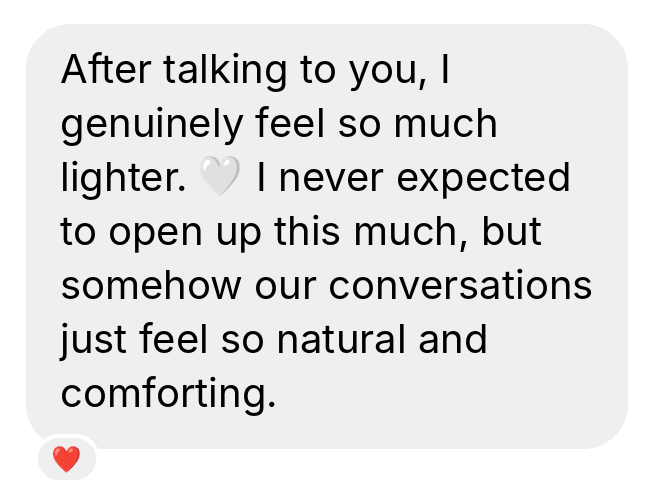 After talking to you, I
genuinely feel so much
lighter. 🤍 I never expected
to open up this much, but
somehow our conversations
just feel so natural and
comforting.